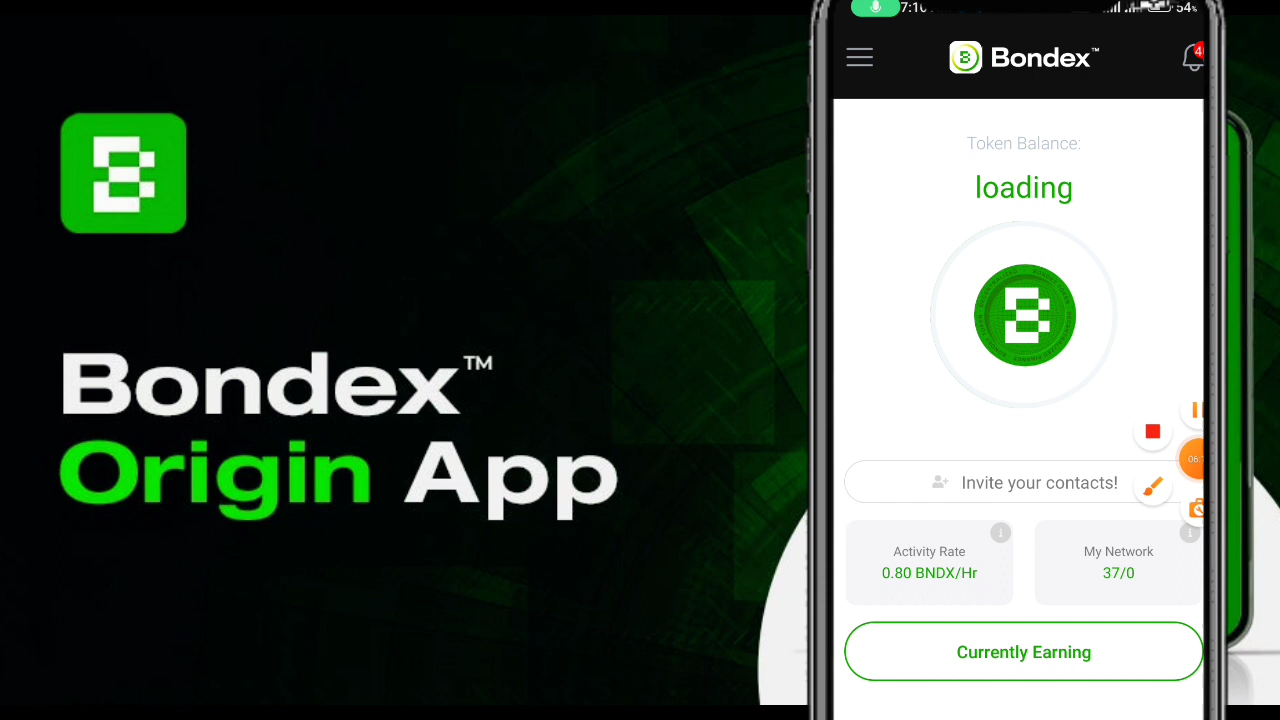 Bondex™
Origin App
54%
Bondex™
Token Balance:
loading
Invite your contacts!
Activity Rate
0.80 BNDX/Hr
My Network
37/0
Currently Earning